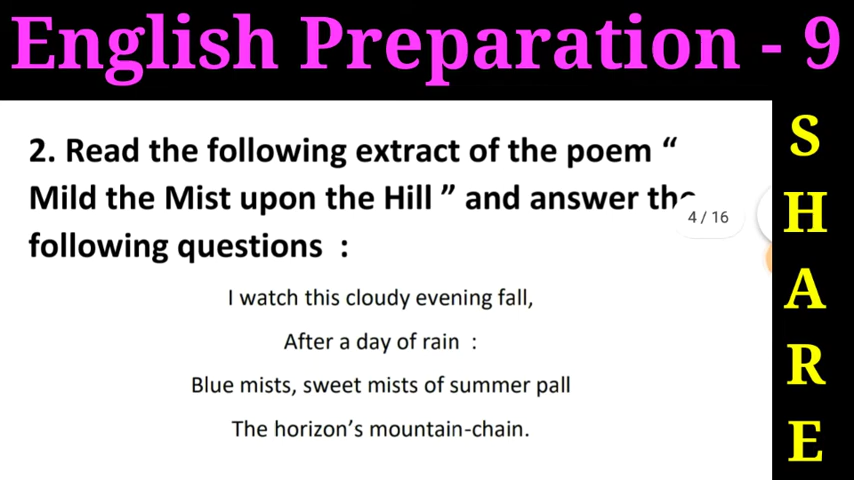 English Preparation - 9
2. Read the following extract of the poem “
Mild the Mist upon the Hill ” and answer the
following questions :
4 / 16
I watch this cloudy evening fall,
After a day of rain :
Blue mists, sweet mists of summer pall
The horizon’s mountain-chain.
S
H
A
R
E